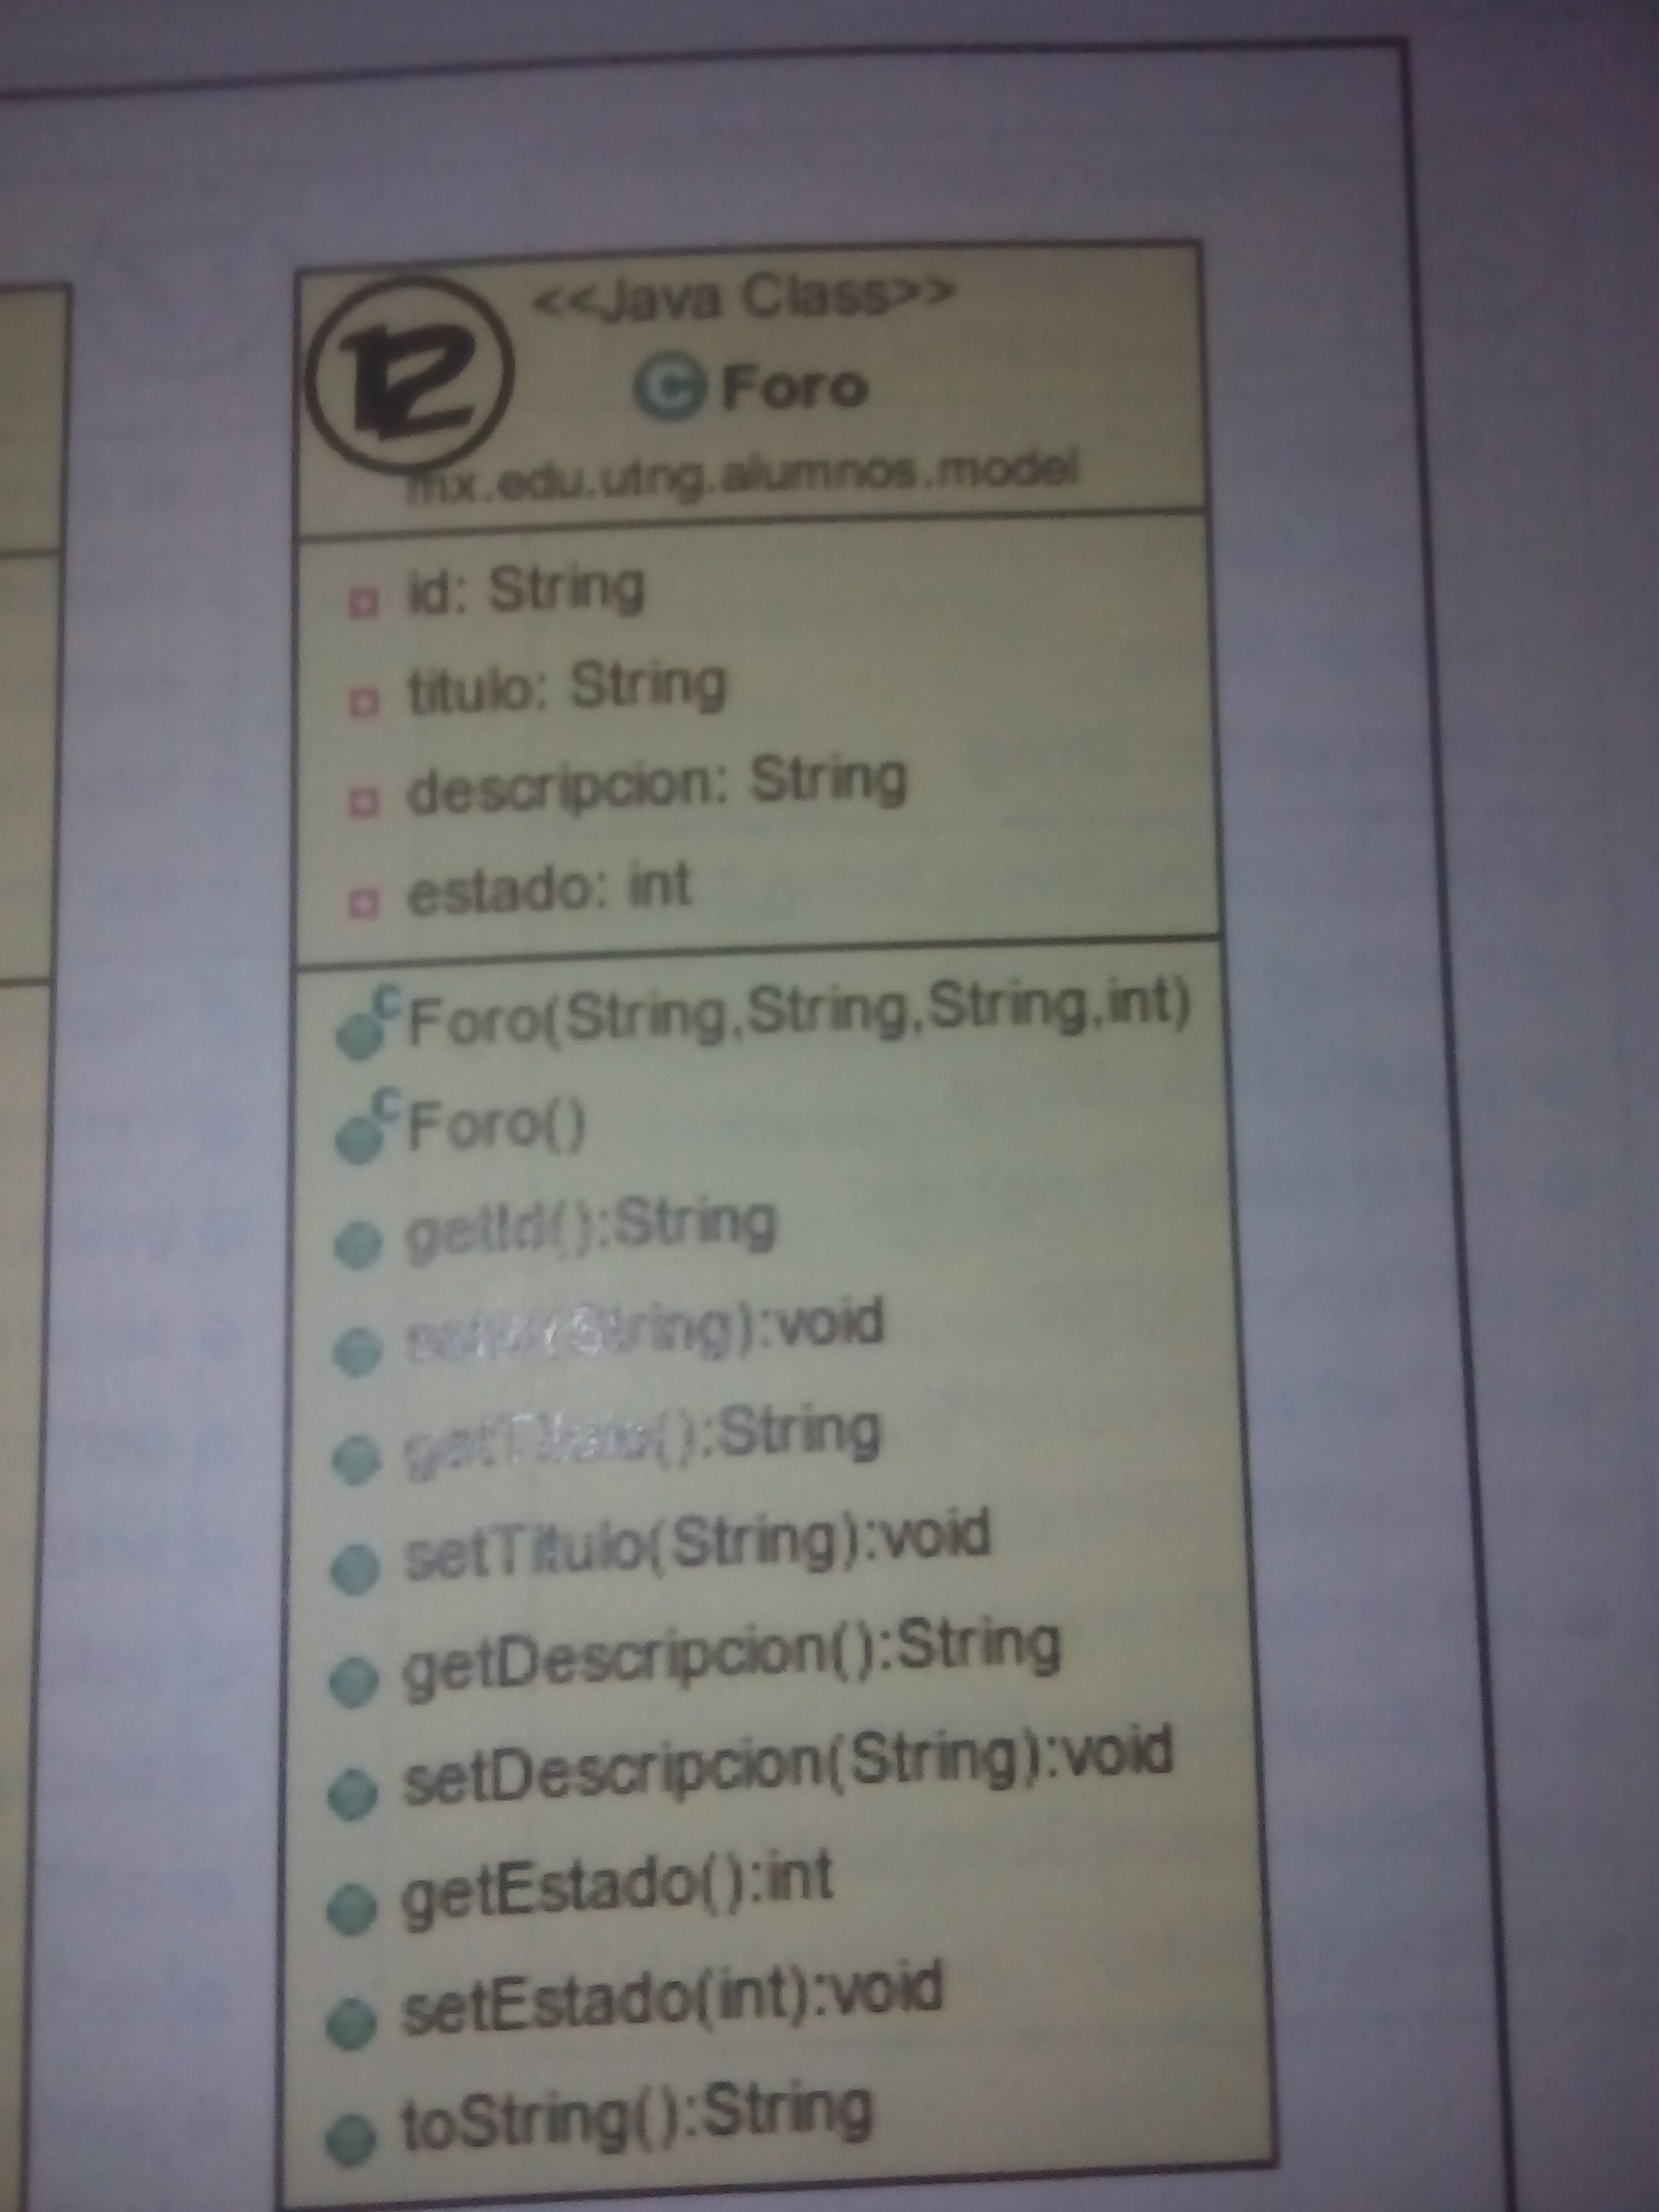 12
<<Java Class>>
C Foro
mx.edu.utng.alumnos.model
id: String
titulo: String
descripcion: String
estado: int
C Foro(String,String,String,int)
C Foro()
getId():String
(String):void
getTitulo():String
setTitulo(String):void
getDescripcion():String
setDescripcion(String):void
getEstado():int
setEstado(int):void
toString():String